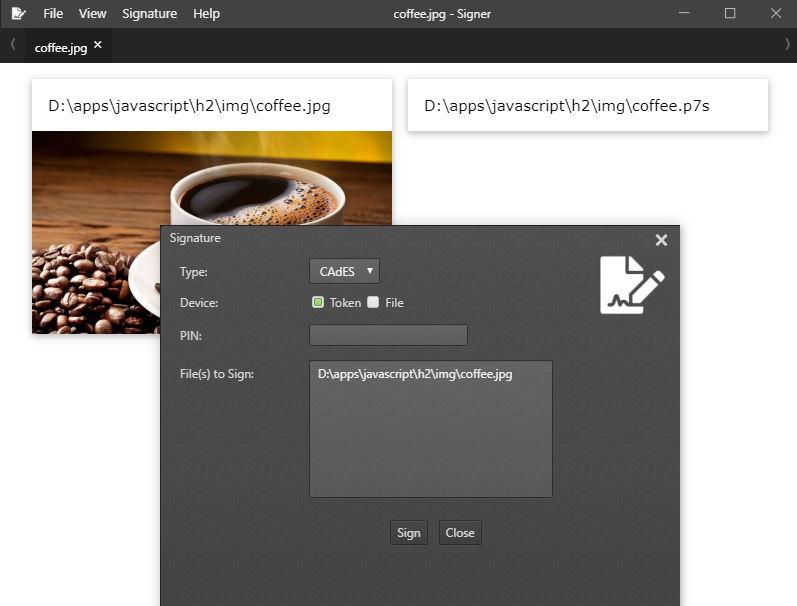 File View Signature Help coffee.jpg - Signer
coffee.jpg
D:\apps\javascript\h2\img\coffee.jpg
D:\apps\javascript\h2\img\coffee.p7s
Signature
Type: CAdES
Device: Token File
PIN:
File(s) to Sign: D:\apps\javascript\h2\img\coffee.jpg
Sign Close